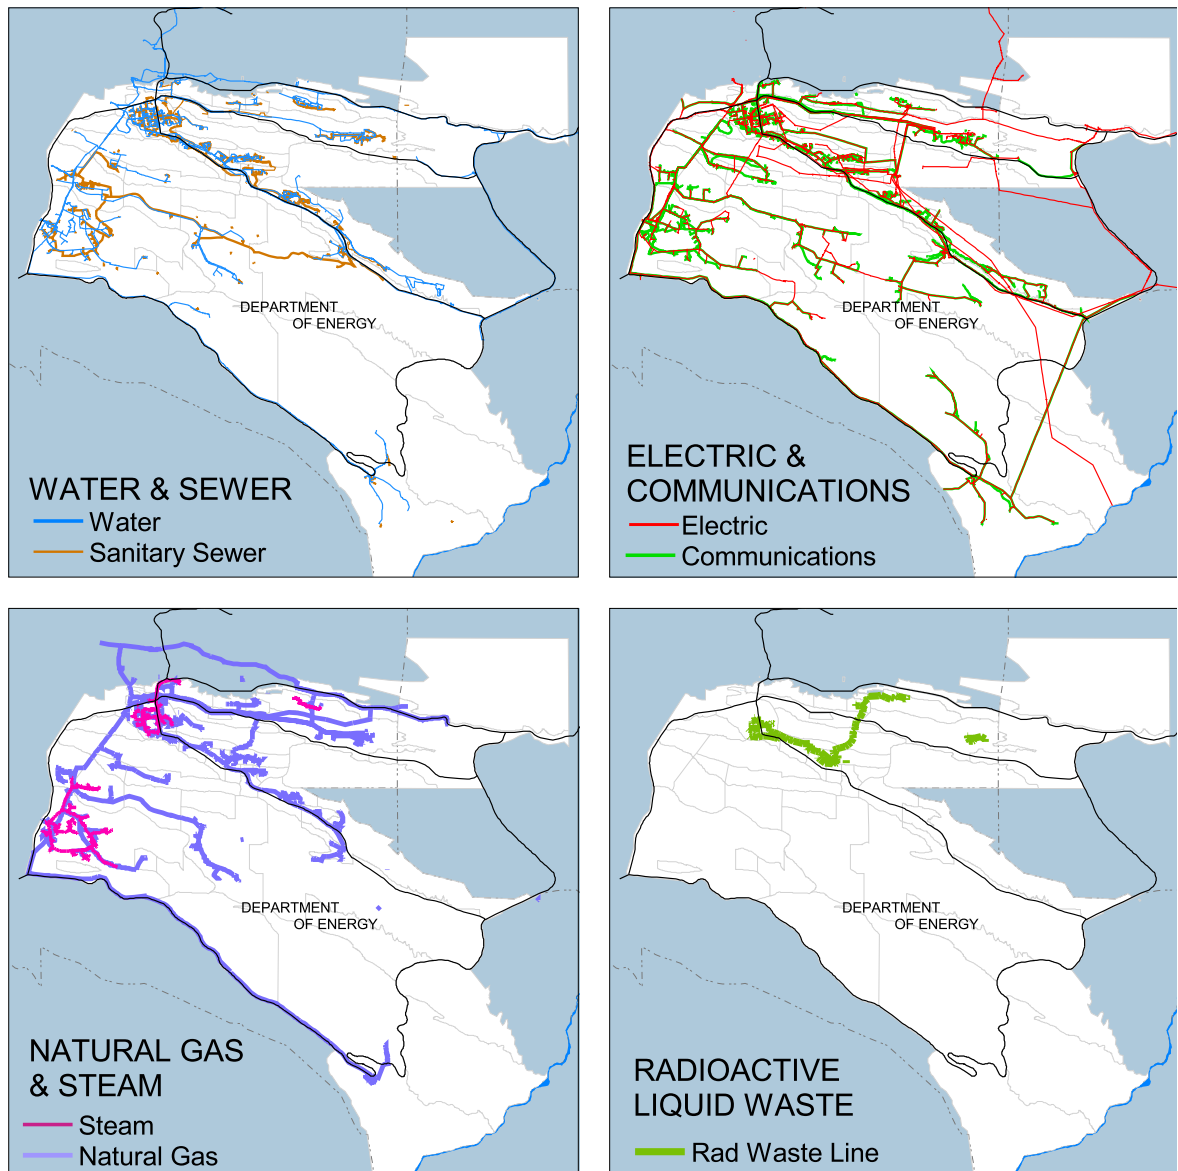 DEPARTMENT
OF ENERGY
WATER & SEWER
Water
Sanitary Sewer
DEPARTMENT
OF ENERGY
ELECTRIC &
COMMUNICATIONS
Electric
Communications
DEPARTMENT
OF ENERGY
NATURAL GAS
& STEAM
Steam
Natural Gas
DEPARTMENT
OF ENERGY
RADIOACTIVE
LIQUID WASTE
Rad Waste Line